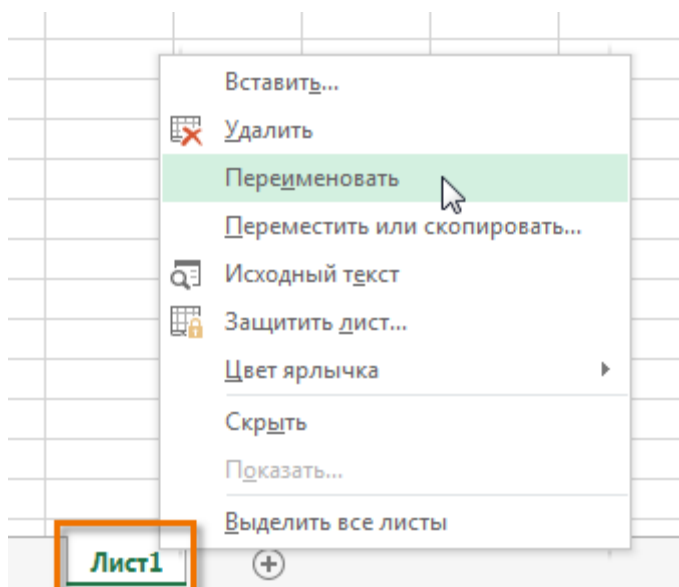 Вставить...
Удалить
Переименовать
Переместить или скопировать...
Исходный текст
Защитить лист...
Цвет ярлычка
Скрыть
Показать...
Выделить все листы
Лист1